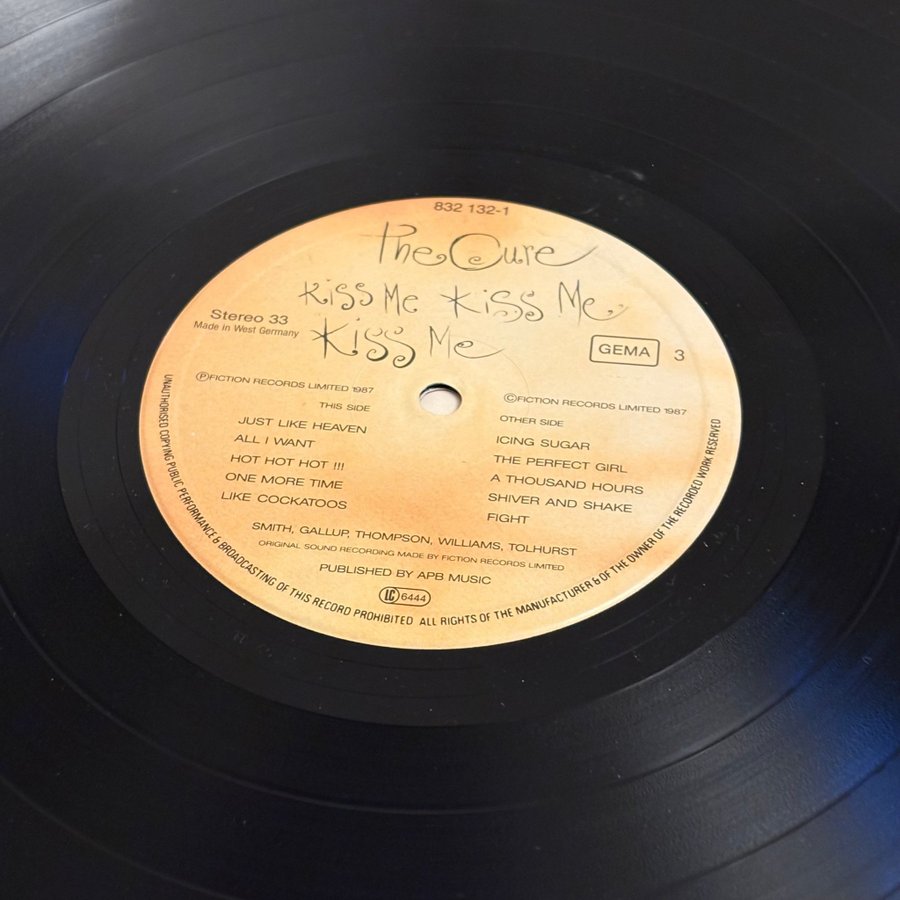 832 132-1
The Cure
Kiss Me Kiss Me
Kiss Me
Stereo 33
Made in West Germany
GEMA
3
Ⓟ FICTION RECORDS LIMITED 1987
THIS SIDE
JUST LIKE HEAVEN
ALL I WANT
HOT HOT HOT !!!
ONE MORE TIME
LIKE COCKATOOS
© FICTION RECORDS LIMITED 1987
OTHER SIDE
ICING SUGAR
THE PERFECT GIRL
A THOUSAND HOURS
SHIVER AND SHAKE
FIGHT
SMITH, GALLUP, THOMPSON, WILLIAMS, TOLHURST
ORIGINAL SOUND RECORDING MADE BY FICTION RECORDS LIMITED
PUBLISHED BY APB MUSIC
LC 6444
UNAUTHORISED COPYING PUBLIC PERFORMANCE & BROADCASTING OF THIS RECORD PROHIBITED ALL RIGHTS OF THE MANUFACTURER & OF THE OWNER OF THE RECORDED WORK RESERVED